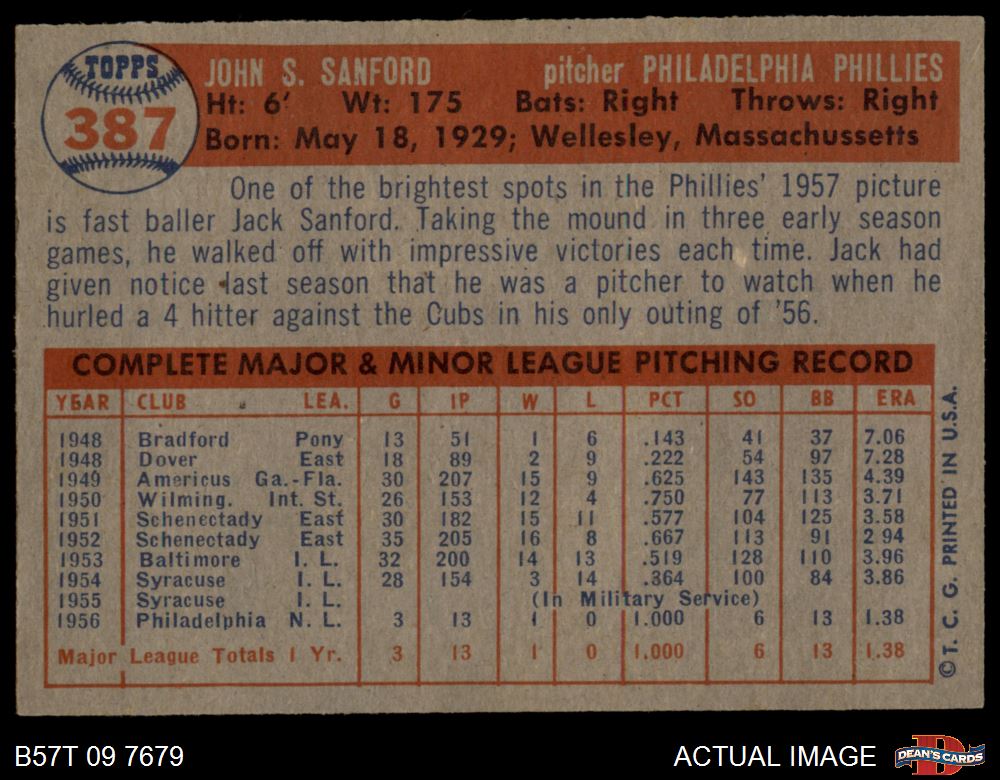 TOPPS
387
JOHN S. SANFORD pitcher PHILADELPHIA PHILLIES
Ht: 6' Wt: 175 Bats: Right Throws: Right
Born: May 18, 1929; Wellesley, Massachussetts
One of the brightest spots in the Phillies' 1957 picture
is fast baller Jack Sanford. Taking the mound in three early season
games, he walked off with impressive victories each time. Jack had
given notice last season that he was a pitcher to watch when he
hurled a 4 hitter against the Cubs in his only outing of '56.
COMPLETE MAJOR & MINOR LEAGUE PITCHING RECORD
YEAR CLUB LEA. G IP W L PCT SO BB ERA
1948 Bradford Pony 13 51 1 6 .143 41 37 7.06
1948 Dover East 18 89 2 9 .222 54 97 7.28
1949 Americus Ga.-Fla. 30 207 15 9 .625 143 135 4.39
1950 Wilming. Int. St. 26 153 12 4 .750 77 113 3.71
1951 Schenectady East 30 182 15 11 .577 104 125 3.58
1952 Schenectady East 35 205 16 8 .667 113 91 2 94
1953 Baltimore I. L. 32 200 14 13 .519 128 110 3.96
1954 Syracuse I. L. 28 154 3 14 .364 100 84 3.86
1955 Syracuse I. L. (In Military Service)
1956 Philadelphia N. L. 3 13 1 0 1.000 6 13 1.38
Major League Totals 1 Yr. 3 13 1 0 1.000 6 13 1.38
©T. C. G. PRINTED IN U.S.A.
B57T 09 7679 ACTUAL IMAGE
DEAN'S CARDS